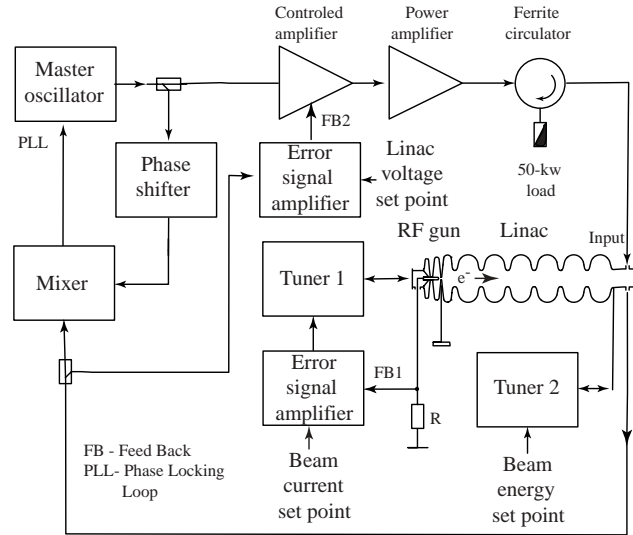 Controled
amplifier
Power
amplifier
Ferrite
circulator
Master
oscillator
PLL
FB2
Phase
shifter
Error
signal
amplifier
Linac
voltage
set point
50-kw
load
RF gun
Linac
Input
Mixer
Tuner 1
e-
Error
signal
amplifier
FB1
R
Tuner 2
FB - Feed Back
PLL- Phase Locking
Loop
Beam
current
set point
Beam
energy
set point